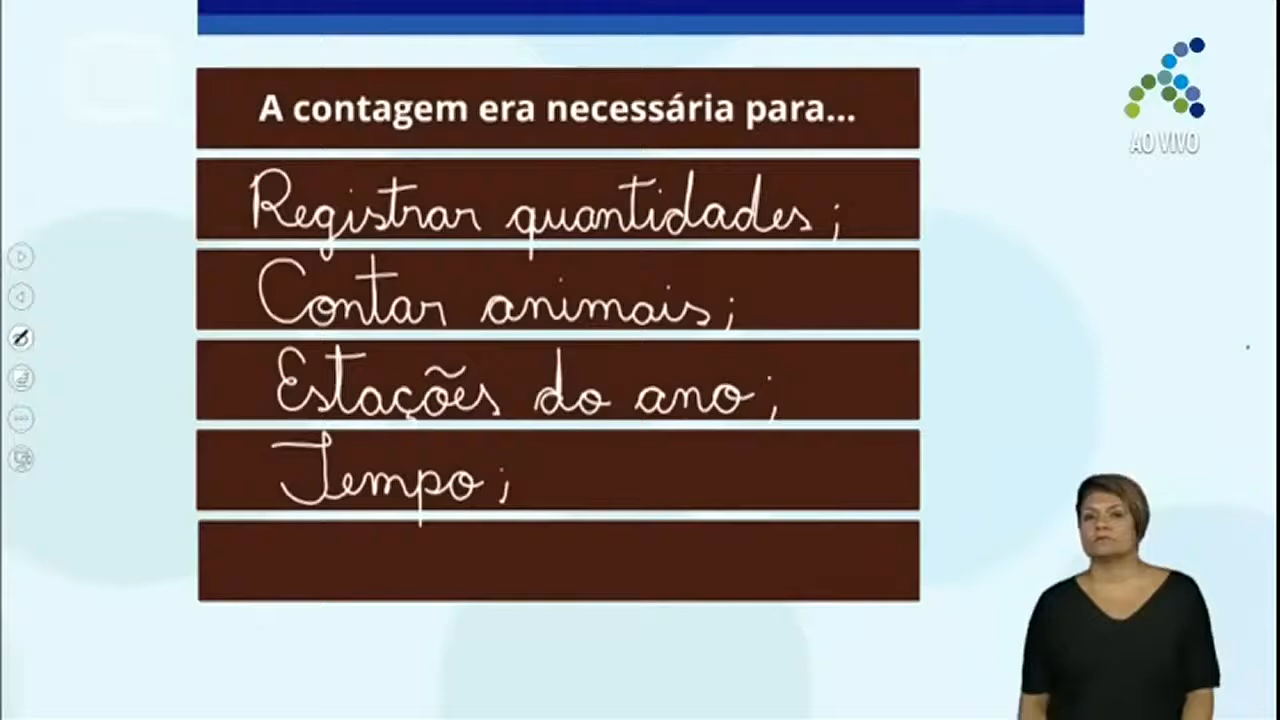 A contagem era necessária para...
AO VIVO
Registrar quantidades;
Contar animais;
Estações do ano;
Tempo;